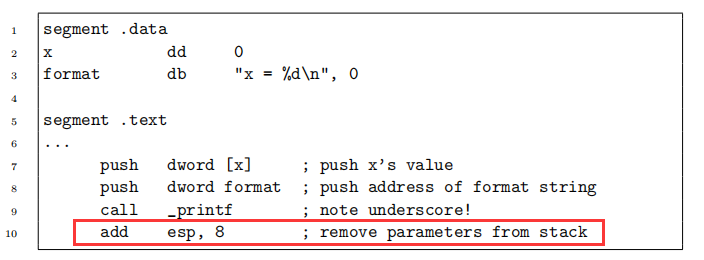 1 segment .data
2 x dd 0
3 format db "x = %d\n", 0
4
5 segment .text
6 ...
7 push dword [x] ; push x's value
8 push dword format ; push address of format string
9 call _printf ; note underscore!
10 add esp, 8 ; remove parameters from stack